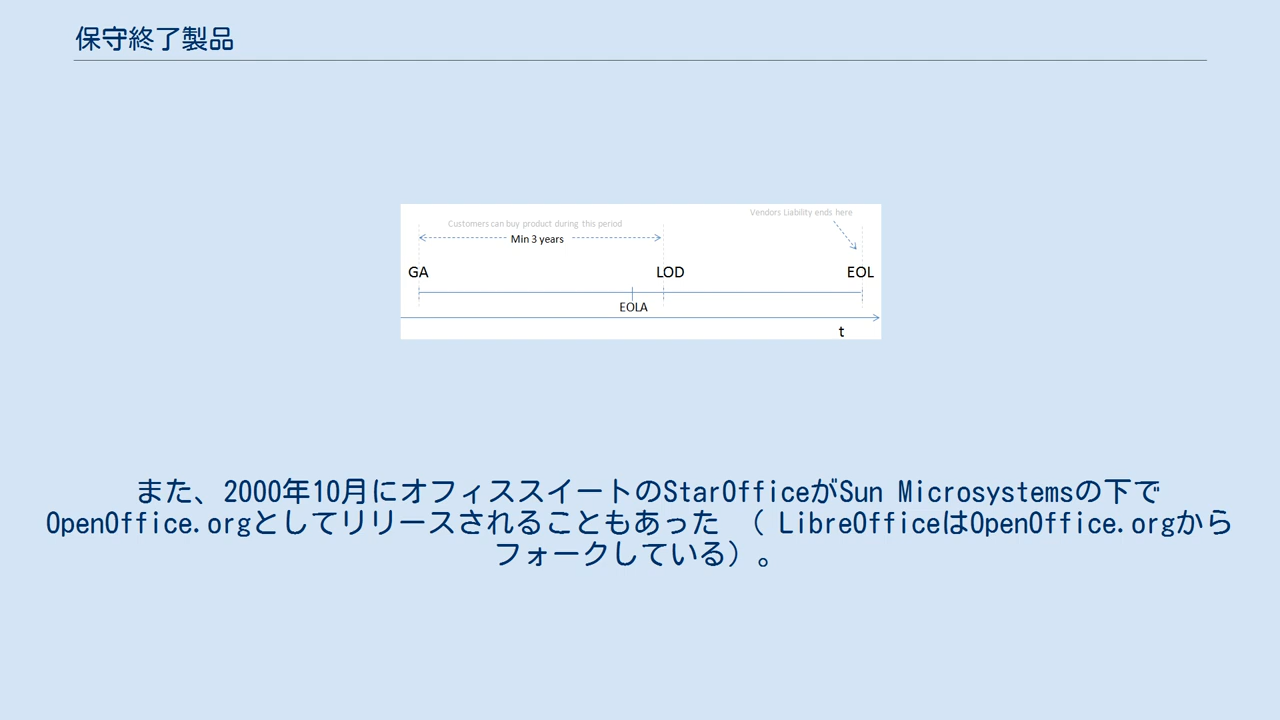 保守終了製品
Customers can buy product during this period
Vendors Liability ends here
Min 3 years
GA
LOD
EOL
EOLA
t
また、2000年10月にオフィススイートのStarOfficeがSun Microsystemsの下で
OpenOffice.orgとしてリリースされることもあった （ LibreOfficeはOpenOffice.orgから
フォークしている）。